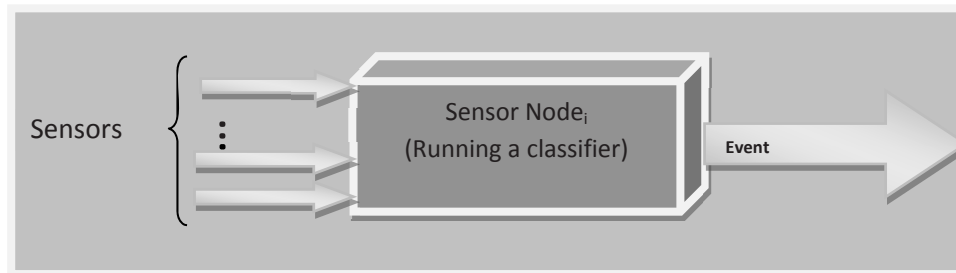 Sensors
Sensor Nodeᵢ
(Running a classifier)
Event